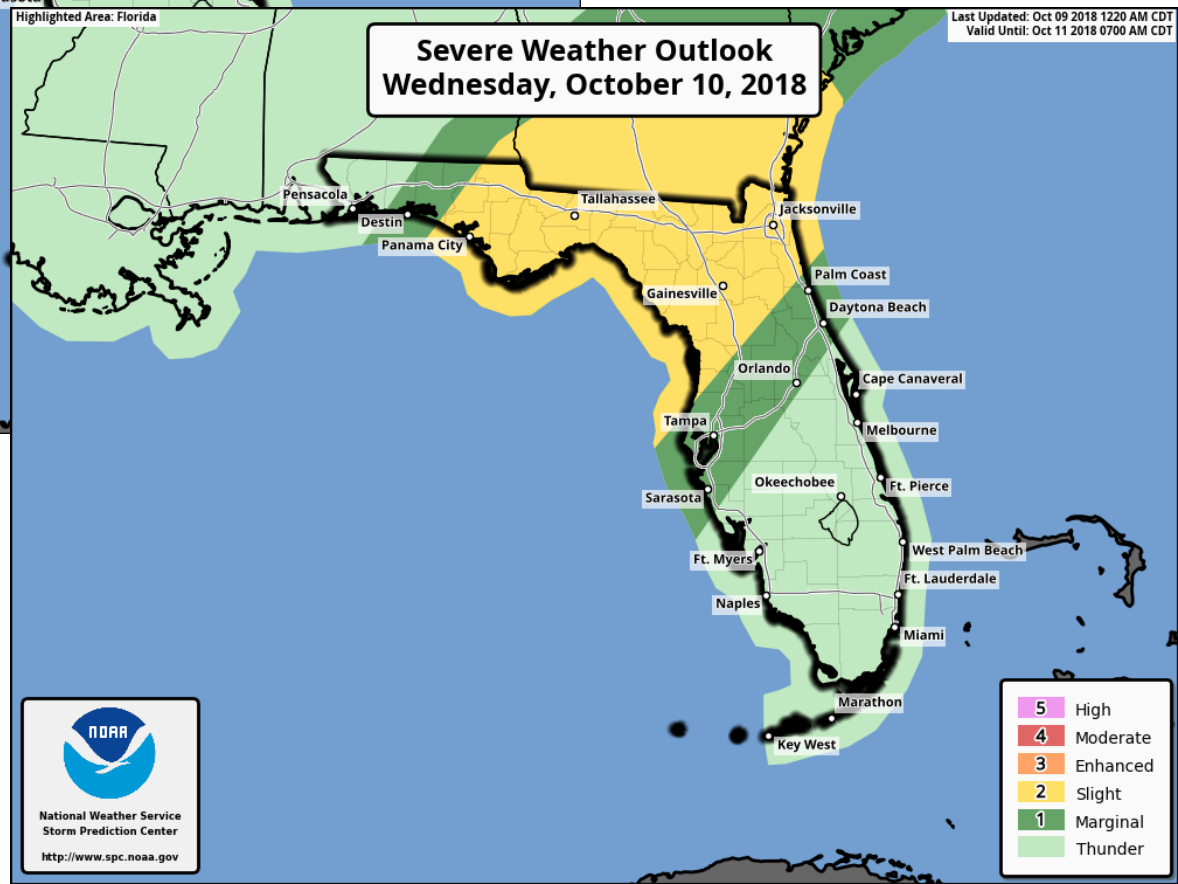 Highlighted Area: Florida
Last Updated: Oct 09 2018 1220 AM CDT
Valid Until: Oct 11 2018 0700 AM CDT
Severe Weather Outlook
Wednesday, October 10, 2018
Pensacola
Destin
Panama City
Tallahassee
Jacksonville
Gainesville
Palm Coast
Daytona Beach
Orlando
Cape Canaveral
Tampa
Melbourne
Okeechobee
Ft. Pierce
Sarasota
West Palm Beach
Ft. Myers
Ft. Lauderdale
Naples
Miami
Marathon
Key West
5 High
4 Moderate
3 Enhanced
2 Slight
1 Marginal
Thunder
NOAA
National Weather Service
Storm Prediction Center
http://www.spc.noaa.gov